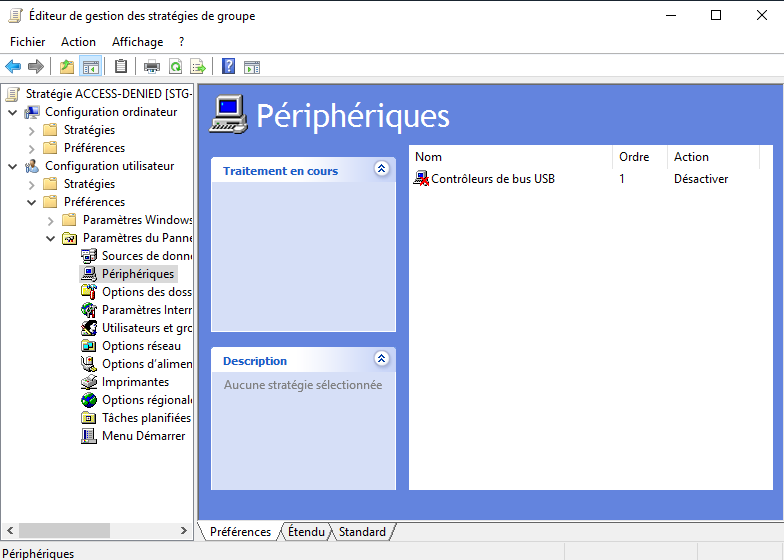 Éditeur de gestion des stratégies de groupe
Fichier Action Affichage ?
Stratégie ACCESS-DENIED [STG-
Configuration ordinateur
Stratégies
Préférences
Configuration utilisateur
Stratégies
Préférences
Paramètres Windows
Paramètres du Panne
Sources de donn
Périphériques
Options des doss
Paramètres Intern
Utilisateurs et gro
Options réseau
Options d'alimen
Imprimantes
Options régionale
Tâches planifiées
Menu Démarrer
Périphériques
Traitement en cours
Description
Aucune stratégie sélectionnée
Nom Ordre Action
Contrôleurs de bus USB 1 Désactiver
Préférences Étendu Standard
Périphériques